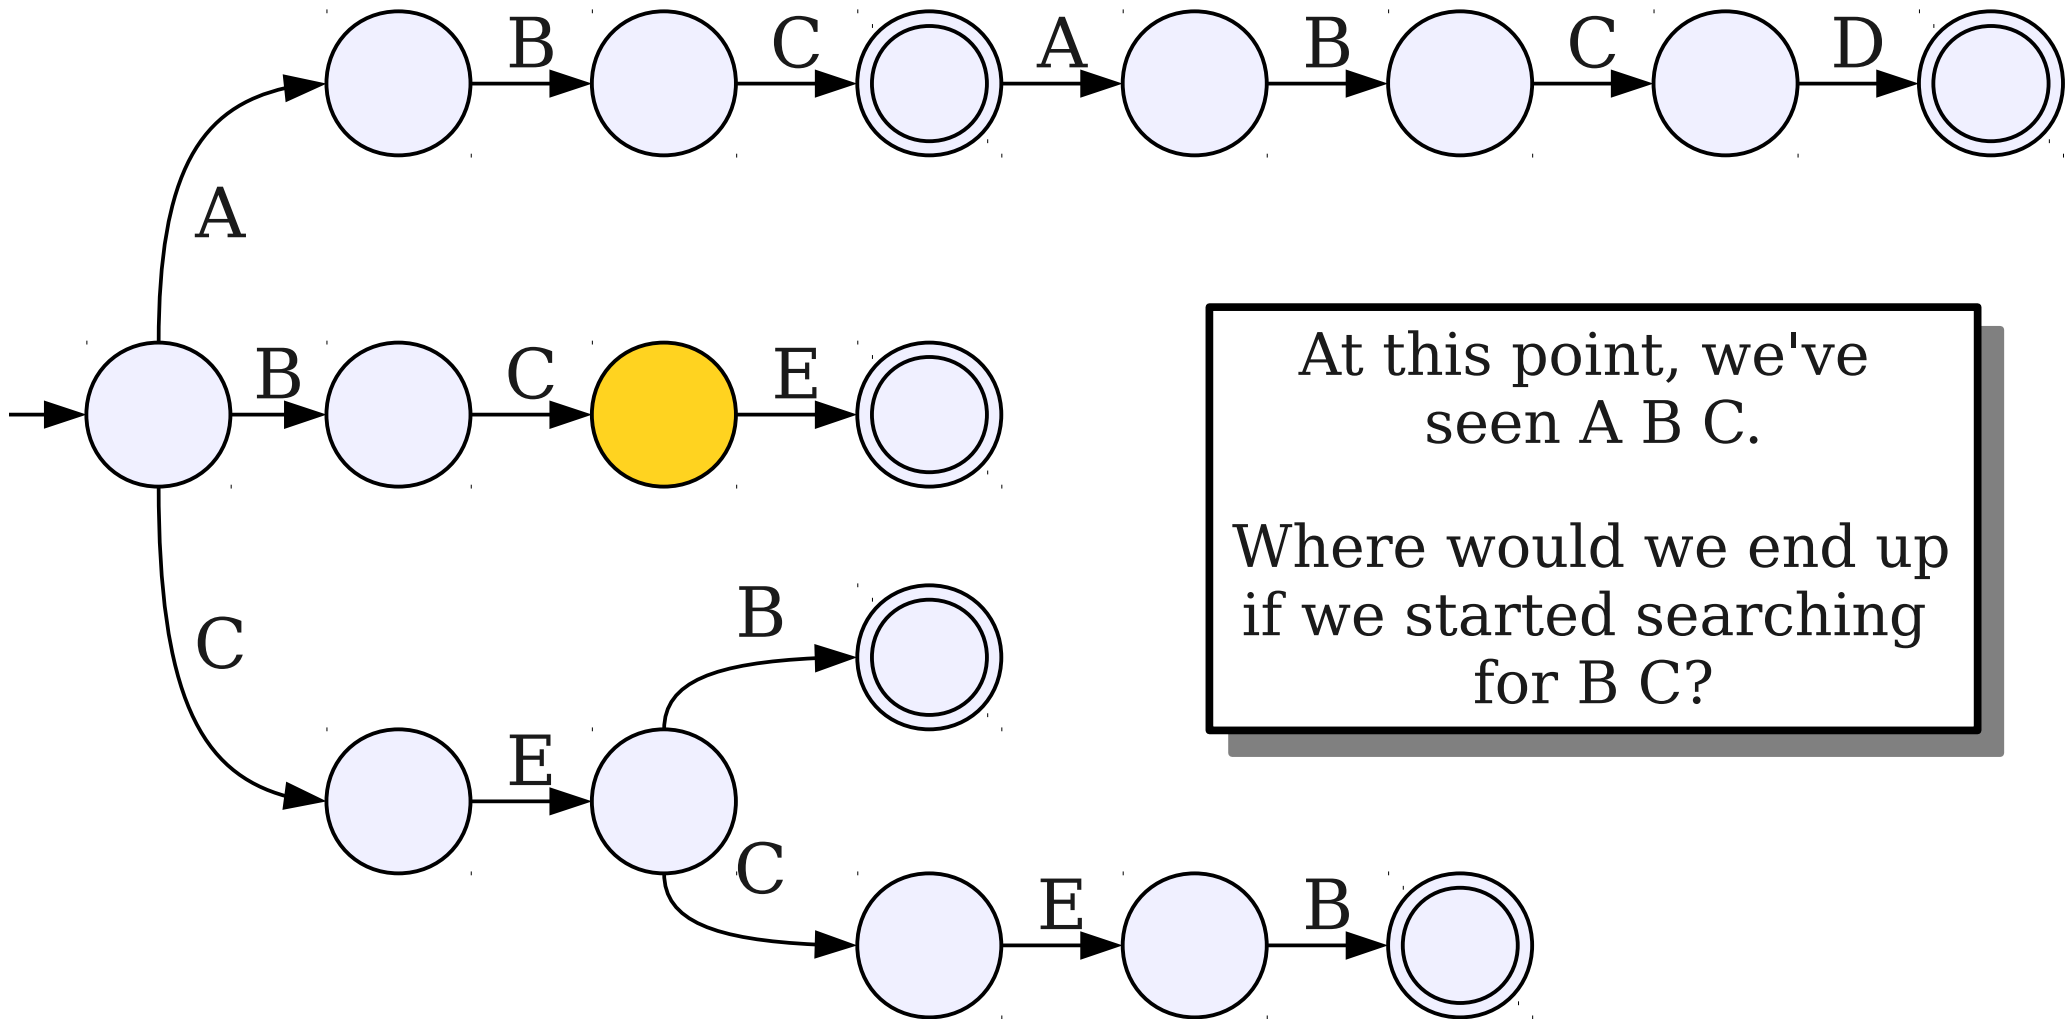 B C A B C D
A
B C E
At this point, we've
seen A B C.
Where would we end up
if we started searching
for B C?
B
C
E
C
E B